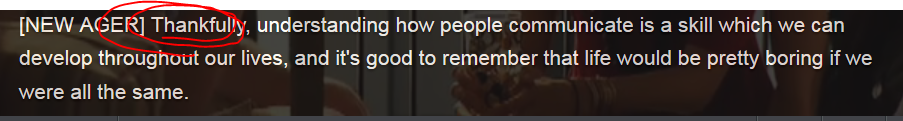 [NEW AGER] Thankfully, understanding how people communicate is a skill which we can
develop throughout our lives, and it's good to remember that life would be pretty boring if we
were all the same.